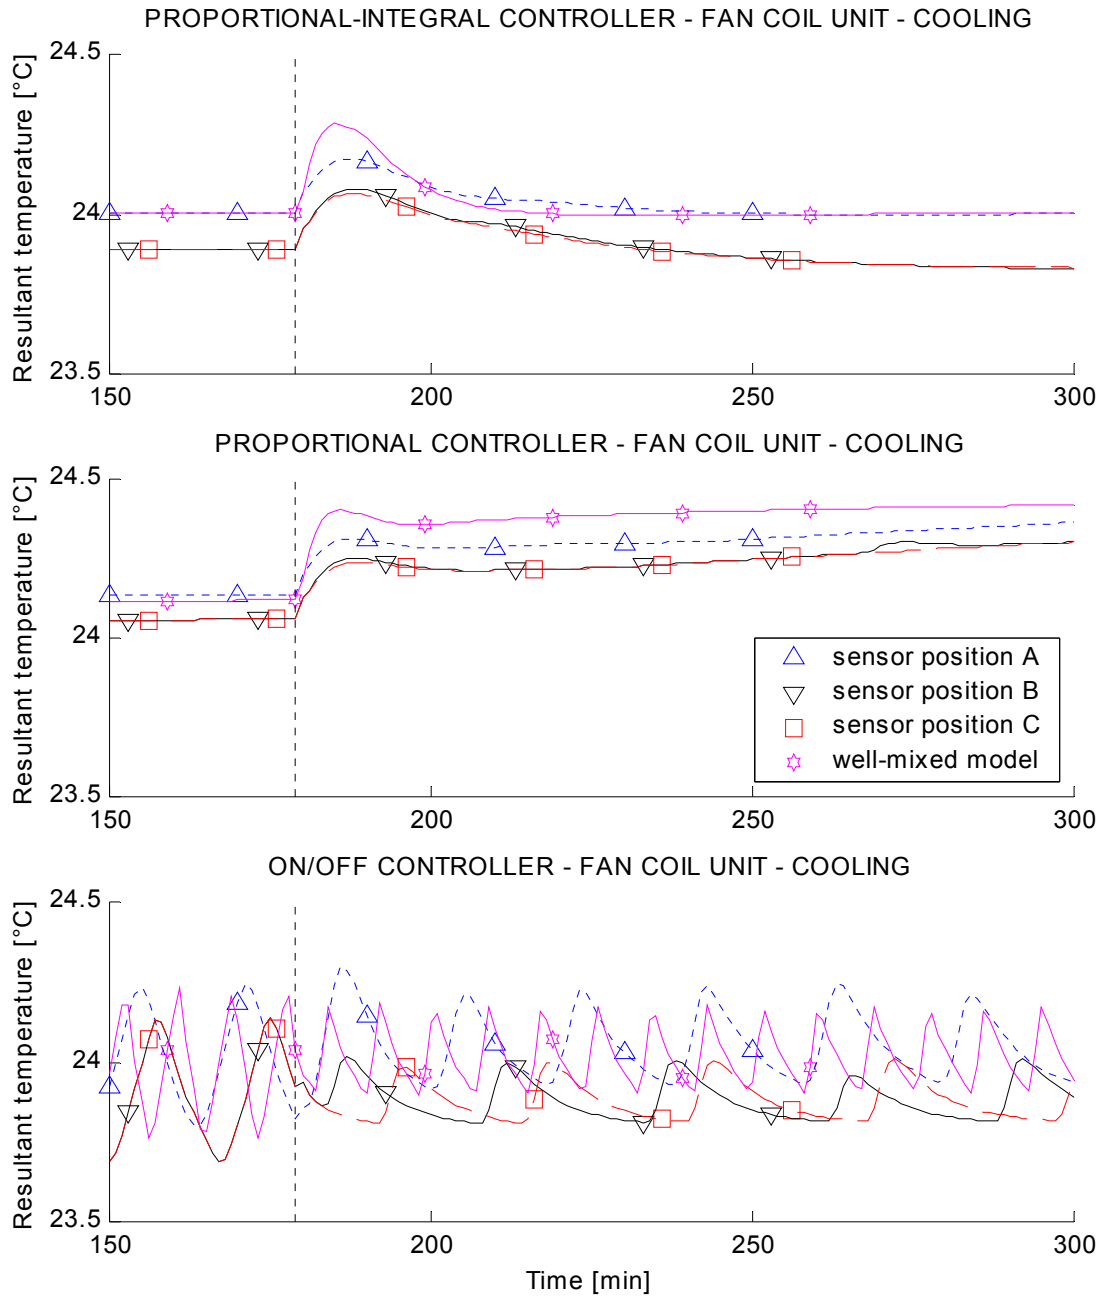 PROPORTIONAL-INTEGRAL CONTROLLER - FAN COIL UNIT - COOLING
Resultant temperature [°C]
24.5
24
23.5
150
200
250
300
PROPORTIONAL CONTROLLER - FAN COIL UNIT - COOLING
Resultant temperature [°C]
24.5
24
23.5
sensor position A
sensor position B
sensor position C
well-mixed model
150
200
250
300
ON/OFF CONTROLLER - FAN COIL UNIT - COOLING
Resultant temperature [°C]
24.5
24
23.5
150
200
250
300
Time [min]